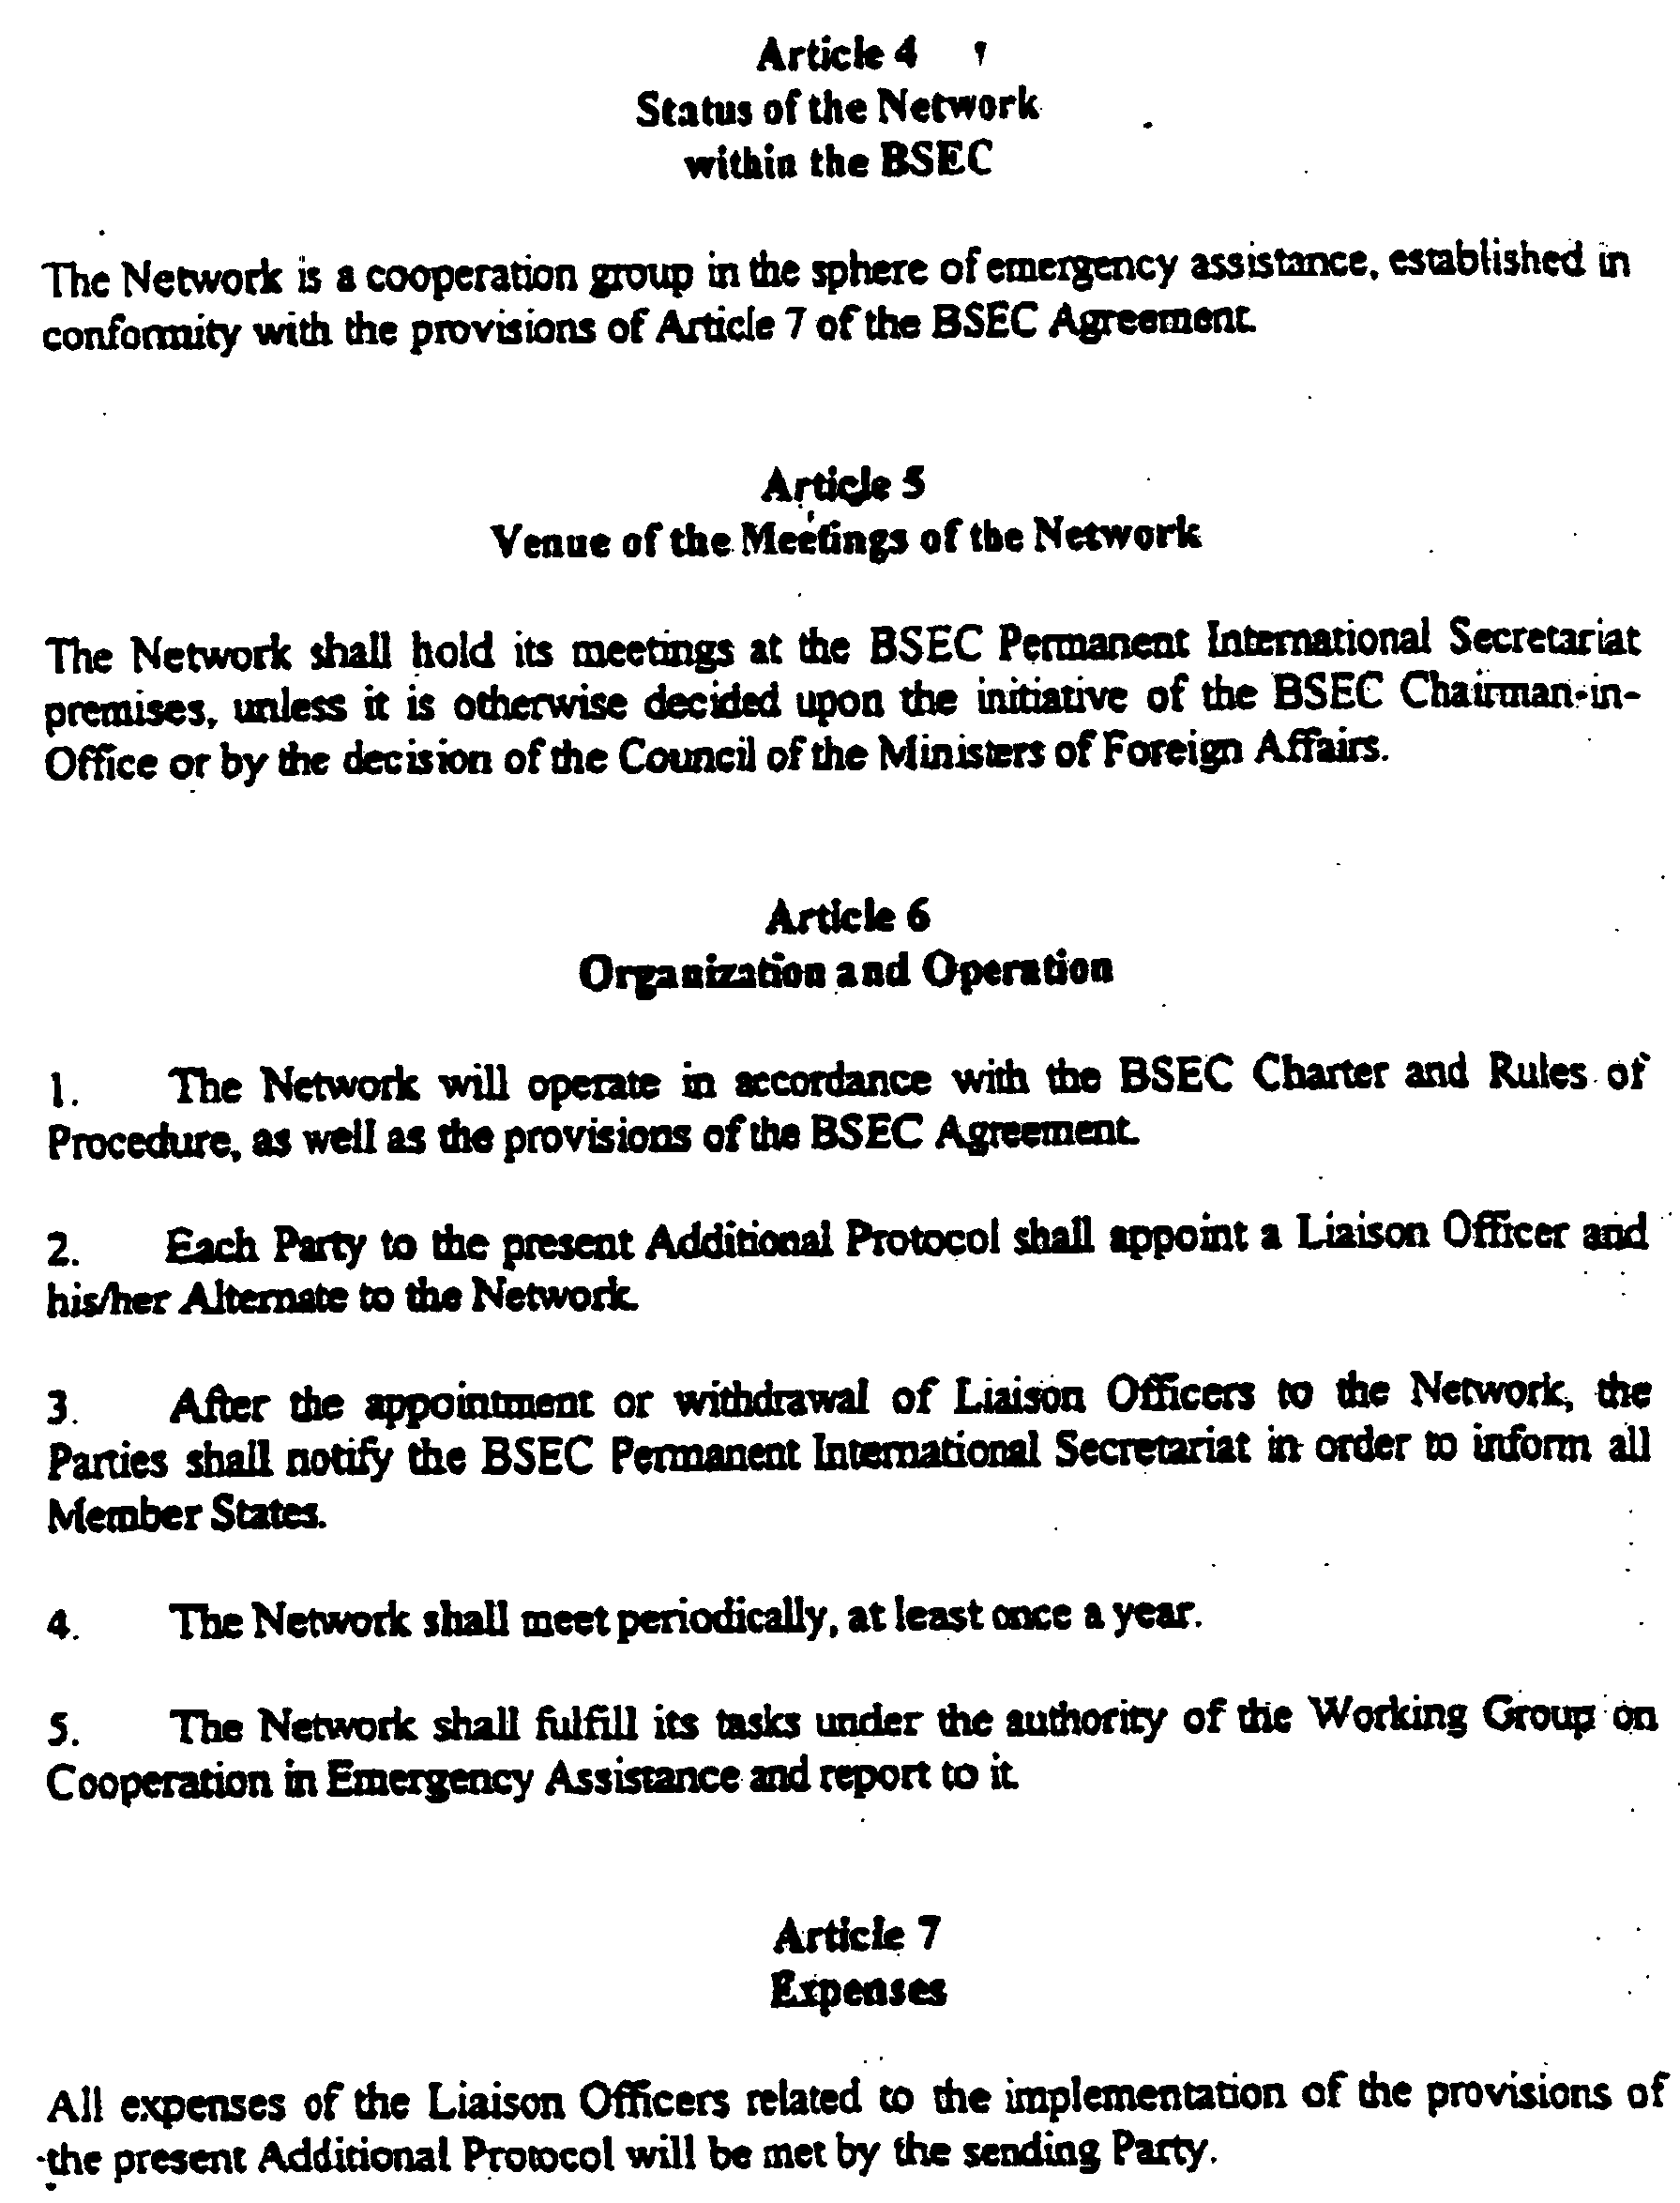 Article 4
Status of the Network
within the BSEC
The Network is a cooperation group in the sphere of emergency assistance, established in
conformity with the provisions of Article 7 of the BSEC Agreement.
Article 5
Venue of the Meetings of the Network
The Network shall hold its meetings at the BSEC Permanent International Secretariat
premises, unless it is otherwise decided upon the initiative of the BSEC Chairman-in-
Office or by the decision of the Council of the Ministers of Foreign Affairs.
Article 6
Organization and Operation
1. The Network will operate in accordance with the BSEC Charter and Rules of
Procedure, as well as the provisions of the BSEC Agreement.
2. Each Party to the present Additional Protocol shall appoint a Liaison Officer and
his/her Alternate to the Network.
3. After the appointment or withdrawal of Liaison Officers to the Network, the
Parties shall notify the BSEC Permanent International Secretariat in order to inform all
Member States.
4. The Network shall meet periodically, at least once a year.
5. The Network shall fulfill its tasks under the authority of the Working Group on
Cooperation in Emergency Assistance and report to it.
Article 7
Expenses
All expenses of the Liaison Officers related to the implementation of the provisions of
the present Additional Protocol will be met by the sending Party.